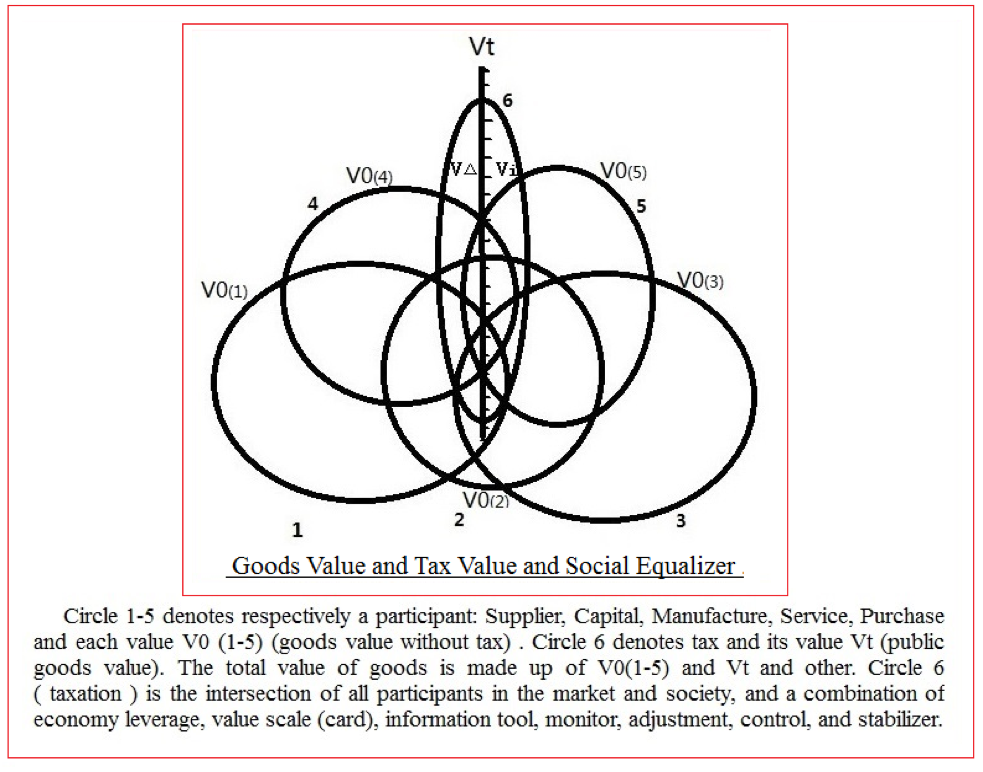 Vt
6
V△ Vi
V0(4)
V0(5)
4
5
V0(1)
V0(3)
V0(2)
2
3
1
Goods Value and Tax Value and Social Equalizer .
Circle 1-5 denotes respectively a participant: Supplier, Capital, Manufacture, Service, Purchase
and each value V0 (1-5) (goods value without tax) . Circle 6 denotes tax and its value Vt (public
goods value). The total value of goods is made up of V0(1-5) and Vt and other. Circle 6
( taxation ) is the intersection of all participants in the market and society, and a combination of
economy leverage, value scale (card), information tool, monitor, adjustment, control, and stabilizer.